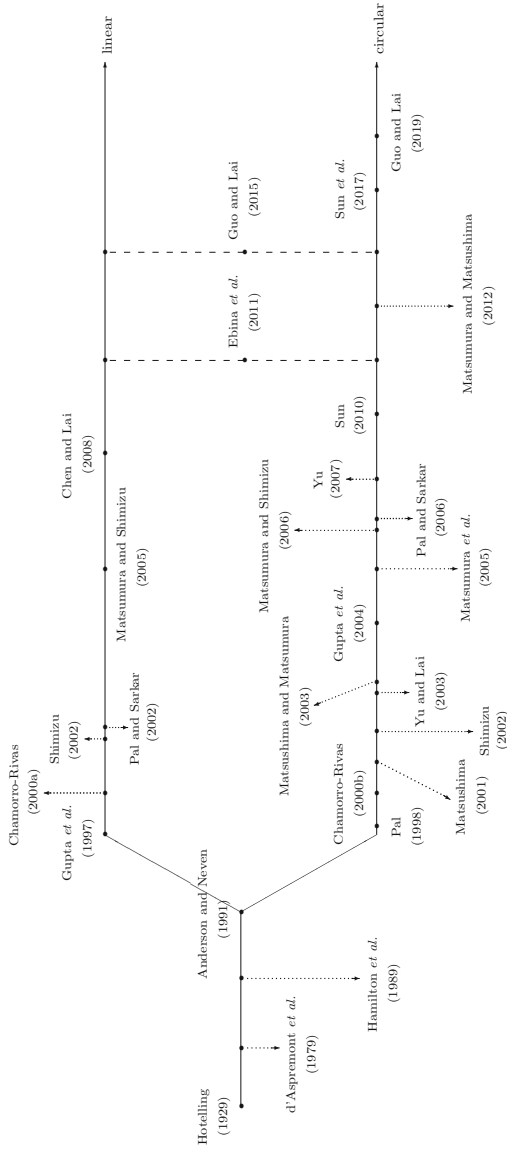 Hotelling
(1929)
d'Aspremont et al.
(1979)
Hamilton et al.
(1989)
Anderson and Neven
(1991)
linear
Chamorro-Rivas
(2000a)
Gupta et al.
(1997)
Shimizu
(2002)
Pal and Sarkar
(2002)
Matsumura and Shimizu
(2005)
Chen and Lai
(2008)
Ebina et al.
(2011)
Guo and Lai
(2015)
circular
Pal
(1998)
Chamorro-Rivas
(2000b)
Matsushima
(2001)
Shimizu
(2002)
Matsushima and Matsumura
(2003)
Yu and Lai
(2003)
Gupta et al.
(2004)
Matsumura et al.
(2005)
Matsumura and Shimizu
(2006)
Pal and Sarkar
(2006)
Yu
(2007)
Sun
(2010)
Matsumura and Matsushima
(2012)
Sun et al.
(2017)
Guo and Lai
(2019)